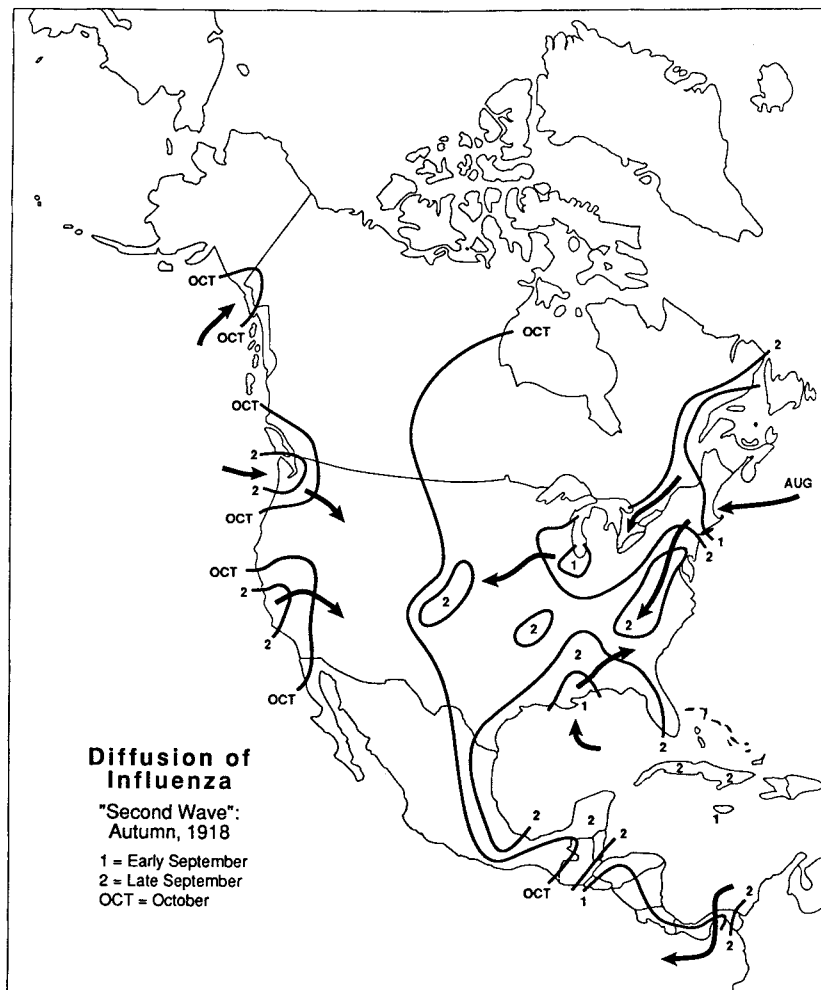 OCT
OCT
OCT
2
OCT
2
2
AUG
OCT
1
2
OCT
1
2
2
2
2
2
2
OCT
1
2
2
2
1
2
2
2
OCT
1
2
2
Diffusion of
Influenza
"Second Wave":
Autumn, 1918
1 = Early September
2 = Late September
OCT = October